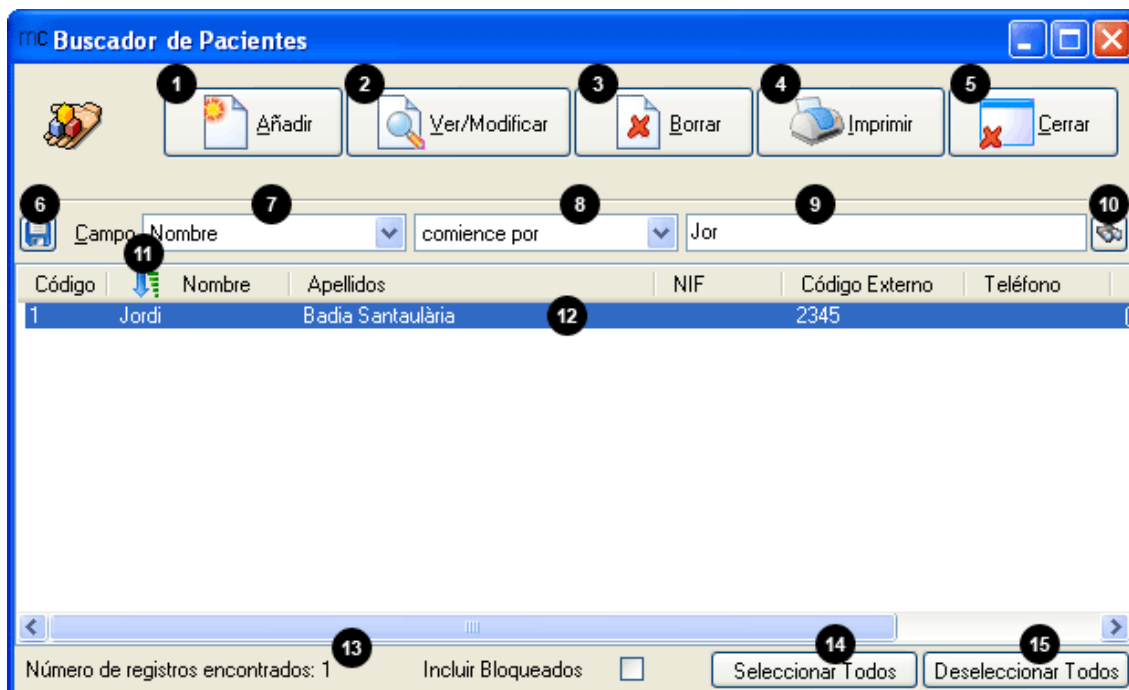 mc Buscador de Pacientes
1 2 3 4 5
Añadir Ver/Modificar Borrar Imprimir Cerrar
6 7 8 9 10
Campo Nombre comience por Jor
11
Código Nombre Apellidos NIF Código Externo Teléfono
1 Jordi Badia Santaulària 12 2345
13 14 15
Número de registros encontrados: 1 Incluir Bloqueados Seleccionar Todos Deseleccionar Todos